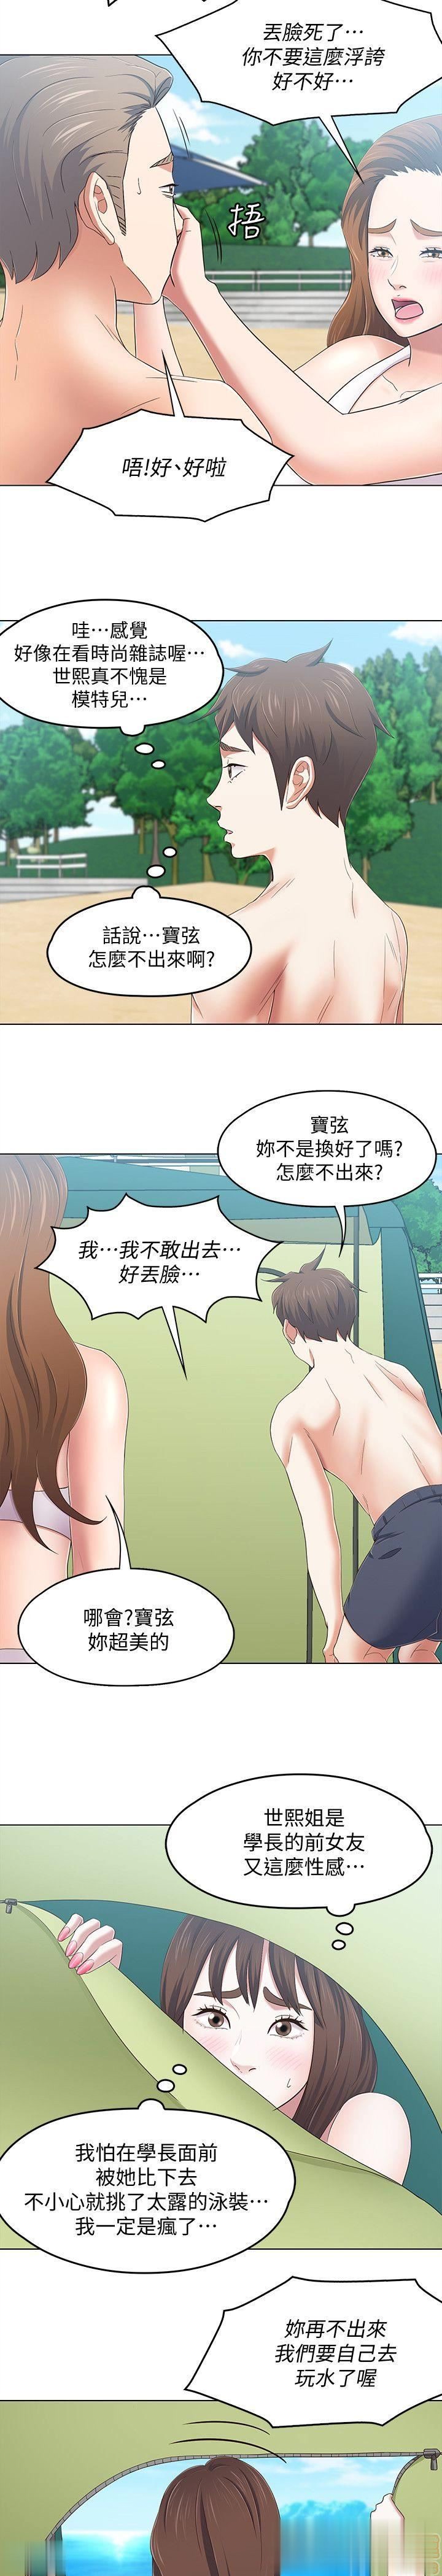 丟臉死了…
你不要這麼浮誇
好不好…
捂
唔!好、好啦
哇…感覺
好像在看時尚雜誌喔…
世熙真不愧是
模特兒…
話說…寶弦
怎麼不出來啊?
寶弦
妳不是換好了嗎?
怎麼不出來?
我…我不敢出去…
好丟臉…
哪會?寶弦
妳超美的
世熙姐是
學長的前女友
又這麼性感…
我怕在學長面前
被她比下去
不小心就挑了太露的泳裝…
我一定是瘋了…
妳再不出來
我們要自己去
玩水了喔